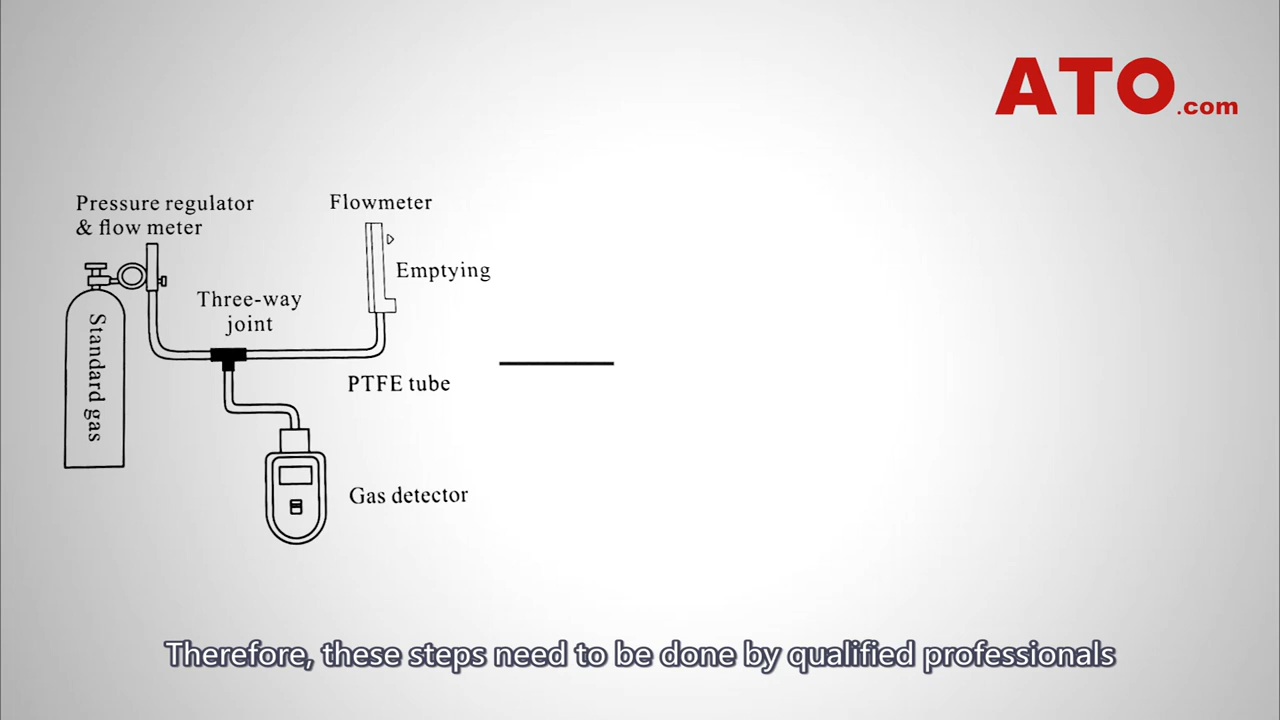 ATO.com
Pressure regulator
& flow meter
Flowmeter
Emptying
Three-way
joint
Standard gas
PTFE tube
Gas detector
Therefore, these steps need to be done by qualified professionals